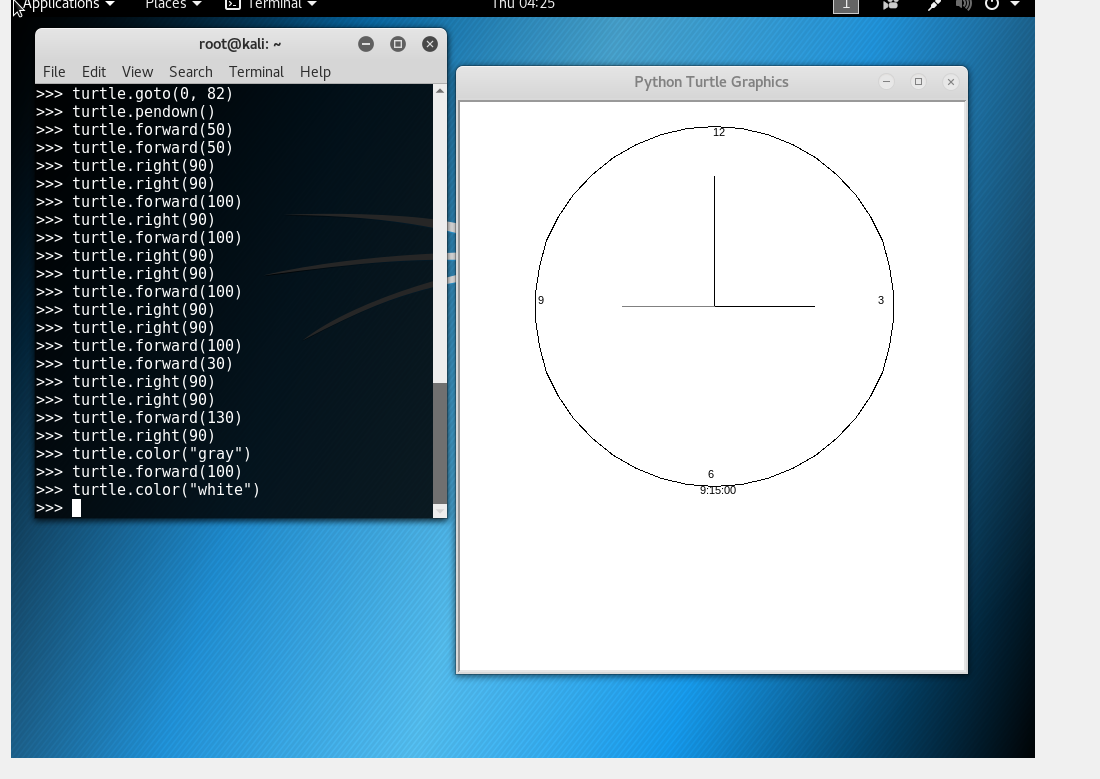 Applications Places Terminal Thu 04:25 1
root@kali: ~
File Edit View Search Terminal Help
>>> turtle.goto(0, 82)
>>> turtle.pendown()
>>> turtle.forward(50)
>>> turtle.forward(50)
>>> turtle.right(90)
>>> turtle.right(90)
>>> turtle.forward(100)
>>> turtle.right(90)
>>> turtle.forward(100)
>>> turtle.right(90)
>>> turtle.right(90)
>>> turtle.forward(100)
>>> turtle.right(90)
>>> turtle.right(90)
>>> turtle.forward(100)
>>> turtle.forward(30)
>>> turtle.right(90)
>>> turtle.right(90)
>>> turtle.forward(130)
>>> turtle.right(90)
>>> turtle.color("gray")
>>> turtle.forward(100)
>>> turtle.color("white")
>>>
Python Turtle Graphics
12
9 3
6
9:15:00